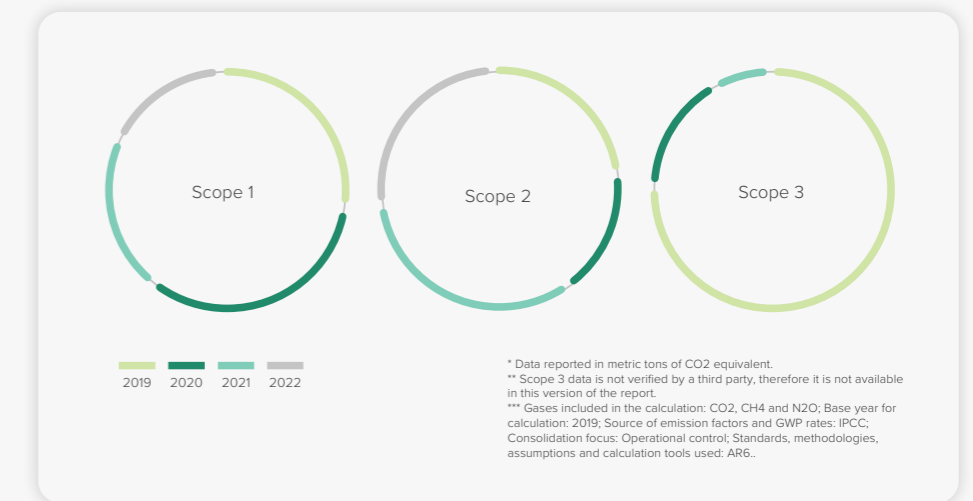 Scope 1
Scope 2
Scope 3
2019
2020
2021
2022
* Data reported in metric tons of CO2 equivalent.
** Scope 3 data is not verified by a third party, therefore it is not available
in this version of the report.
*** Gases included in the calculation: CO2, CH4 and N2O; Base year for
calculation: 2019; Source of emission factors and GWP rates: IPCC;
Consolidation focus: Operational control; Standards, methodologies,
assumptions and calculation tools used: AR6..